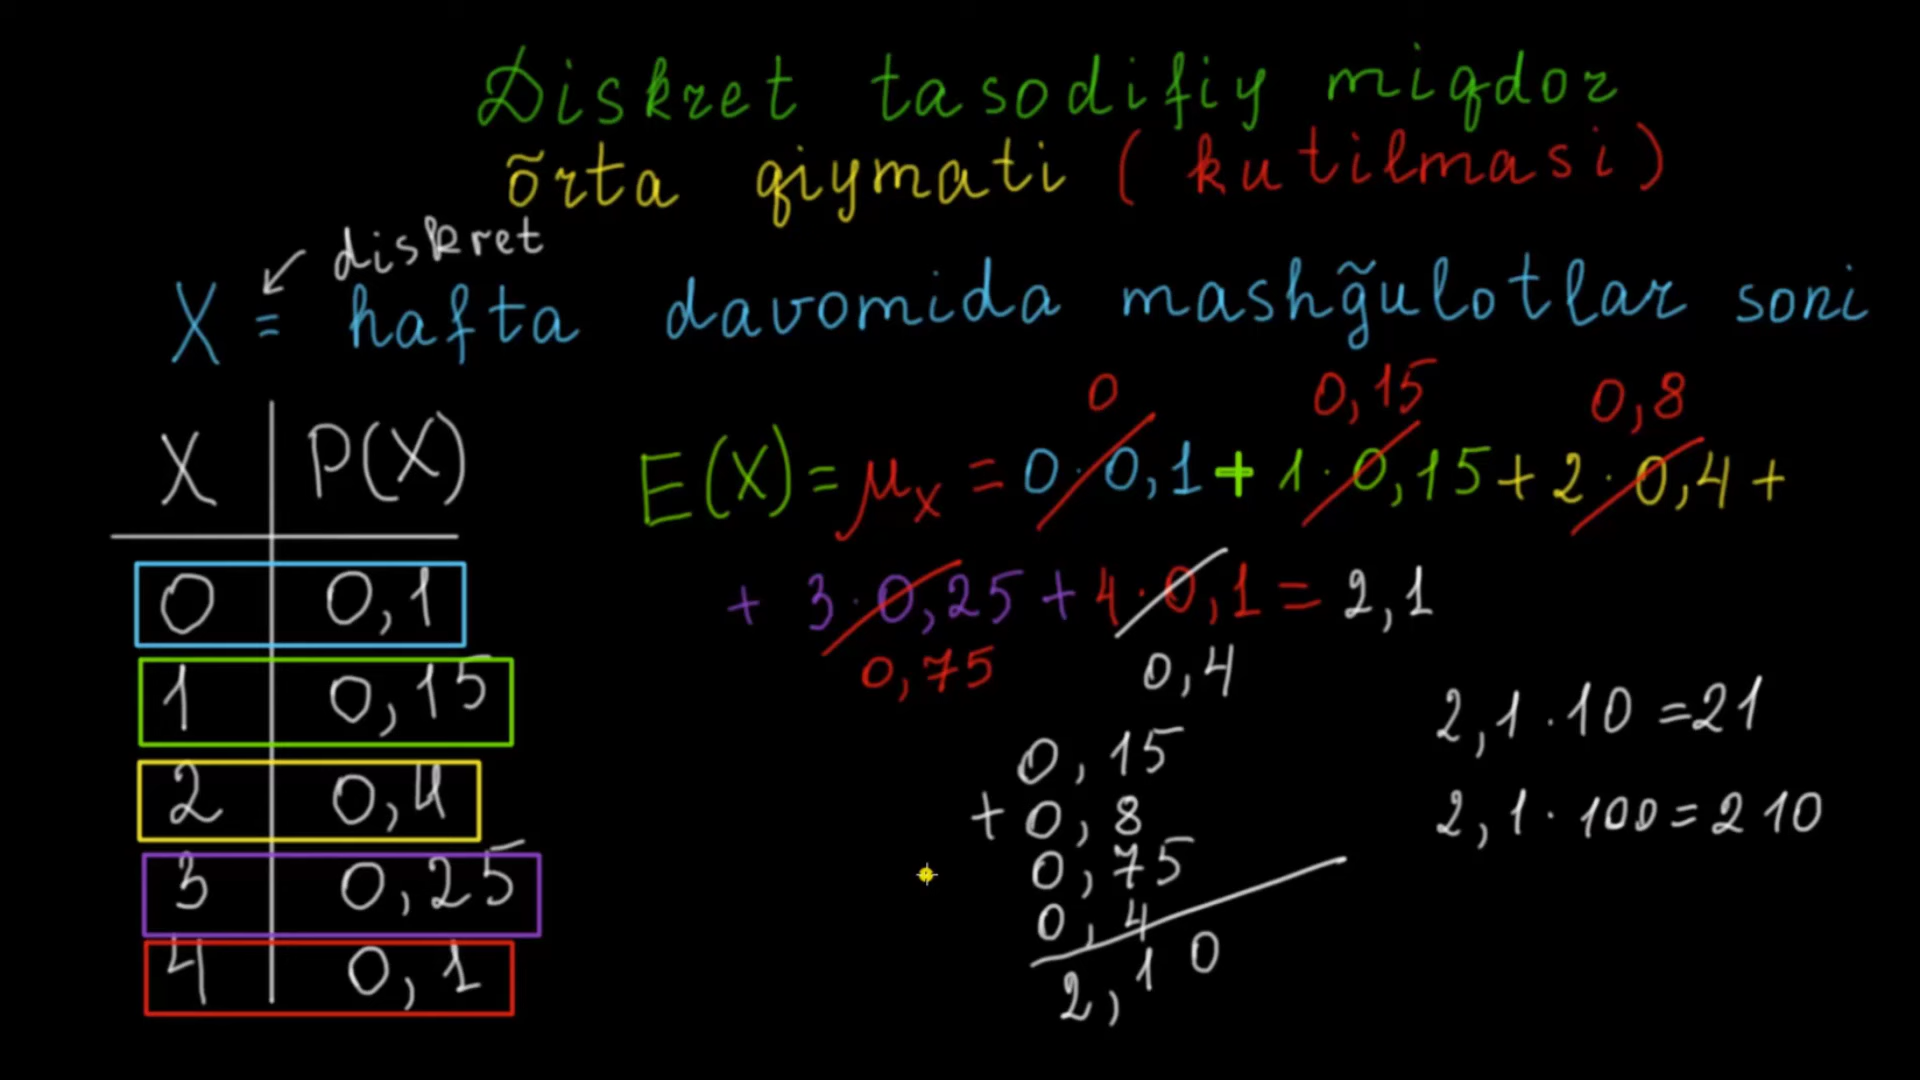 Diskret tasodifiy miqdor
õrta qiymati (kutilmasi)
diskret
X = hafta davomida mashg̃ulotlar soni
X P(X)
0 0,1
1 0,15
2 0,4
3 0,25
4 0,1
0 0,15 0,8
E(X) = μx = 0 · 0,1 + 1 · 0,15 + 2 · 0,4 +
+ 3 · 0,25 + 4 · 0,1 = 2,1
0,75 0,4
0,15
+ 0,8
0,75
0,4
2,10
2,1 · 10 = 21
2,1 · 100 = 210